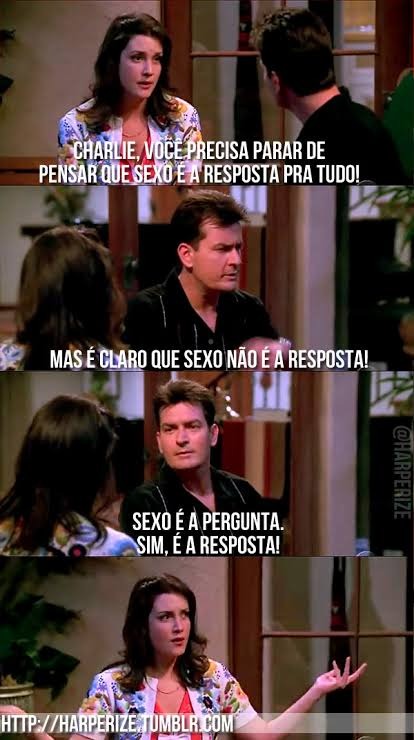 CHARLIE, VOCÊ PRECISA PARAR DE
PENSAR QUE SEXO É A RESPOSTA PRA TUDO!
MAS É CLARO QUE SEXO NÃO É A RESPOSTA!
@HARPERIZE
SEXO É A PERGUNTA.
SIM, É A RESPOSTA!
HTTP://HARPERIZE.TUMBLR.COM